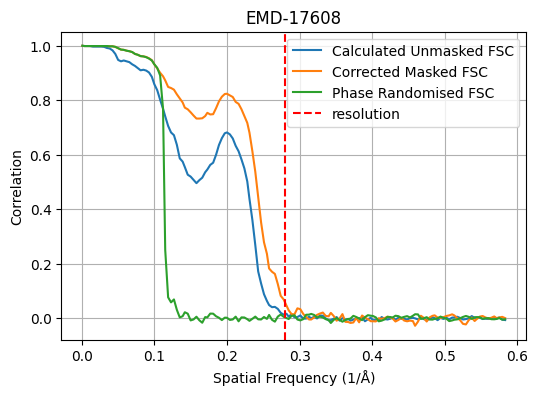 EMD-17608
Calculated Unmasked FSC
Corrected Masked FSC
Phase Randomised FSC
resolution
Correlation
1.0
0.8
0.6
0.4
0.2
0.0
0.0 0.1 0.2 0.3 0.4 0.5 0.6
Spatial Frequency (1/Å)